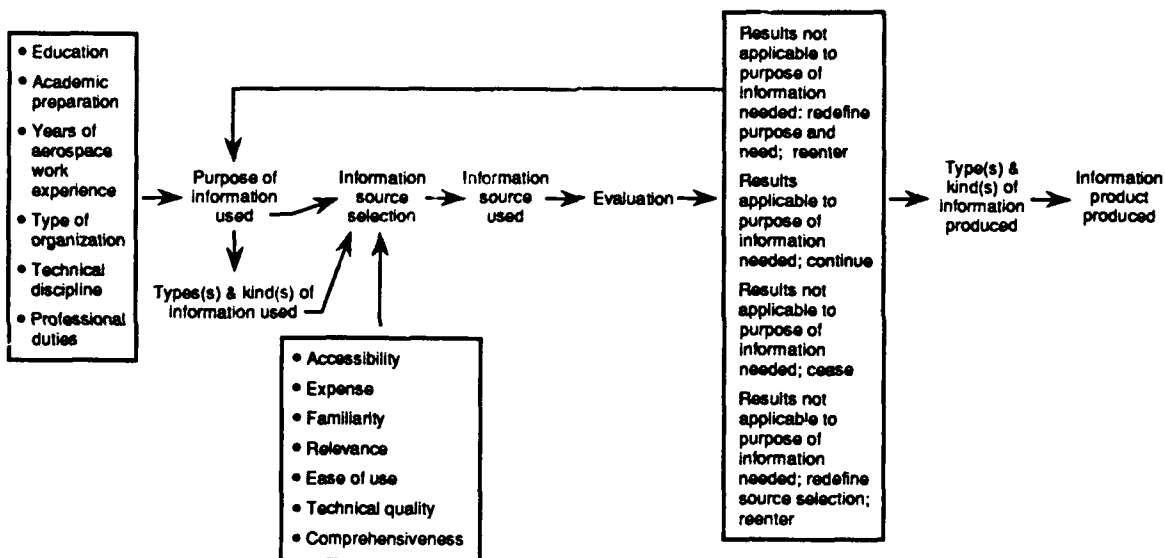 • Education
• Academic
preparation
• Years of
aerospace
work
experience
• Type of
organization
• Technical
discipline
• Professional
duties
Purpose of
information
used
Types(s) & kind(s) of
information used
Information
source
selection
• Accessibility
• Expense
• Familiarity
• Relevance
• Ease of use
• Technical quality
• Comprehensiveness
Information
source
used
Evaluation
Results not
applicable to
purpose of
information
needed: redefine
purpose and
need; reenter
Results
applicable to
purpose of
information
needed; continue
Results not
applicable to
purpose of
information
needed; cease
Results not
applicable to
purpose of
information
needed; redefine
source selection;
reenter
Type(s) &
kind(s) of
information
produced
Information
product
produced